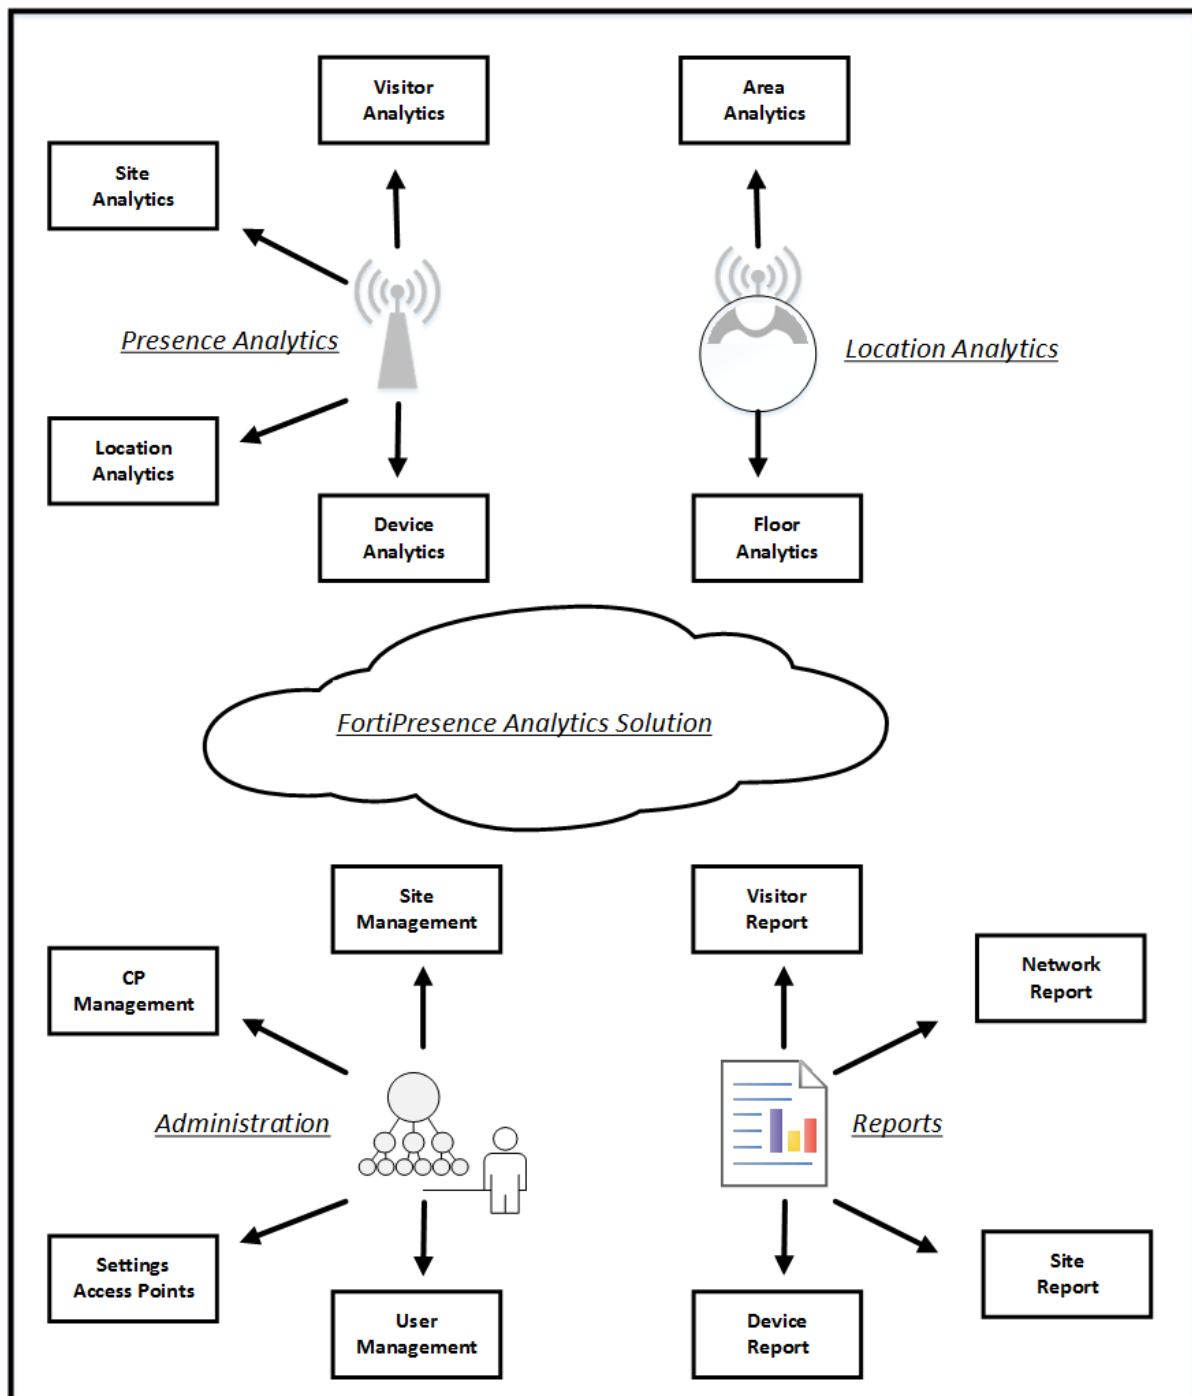 Visitor
Analytics
Area
Analytics
Site
Analytics
Presence Analytics
Location Analytics
Location
Analytics
Device
Analytics
Floor
Analytics
FortiPresence Analytics Solution
Site
Management
Visitor
Report
CP
Management
Network
Report
Administration
Reports
Settings
Access Points
Site
Report
User
Management
Device
Report